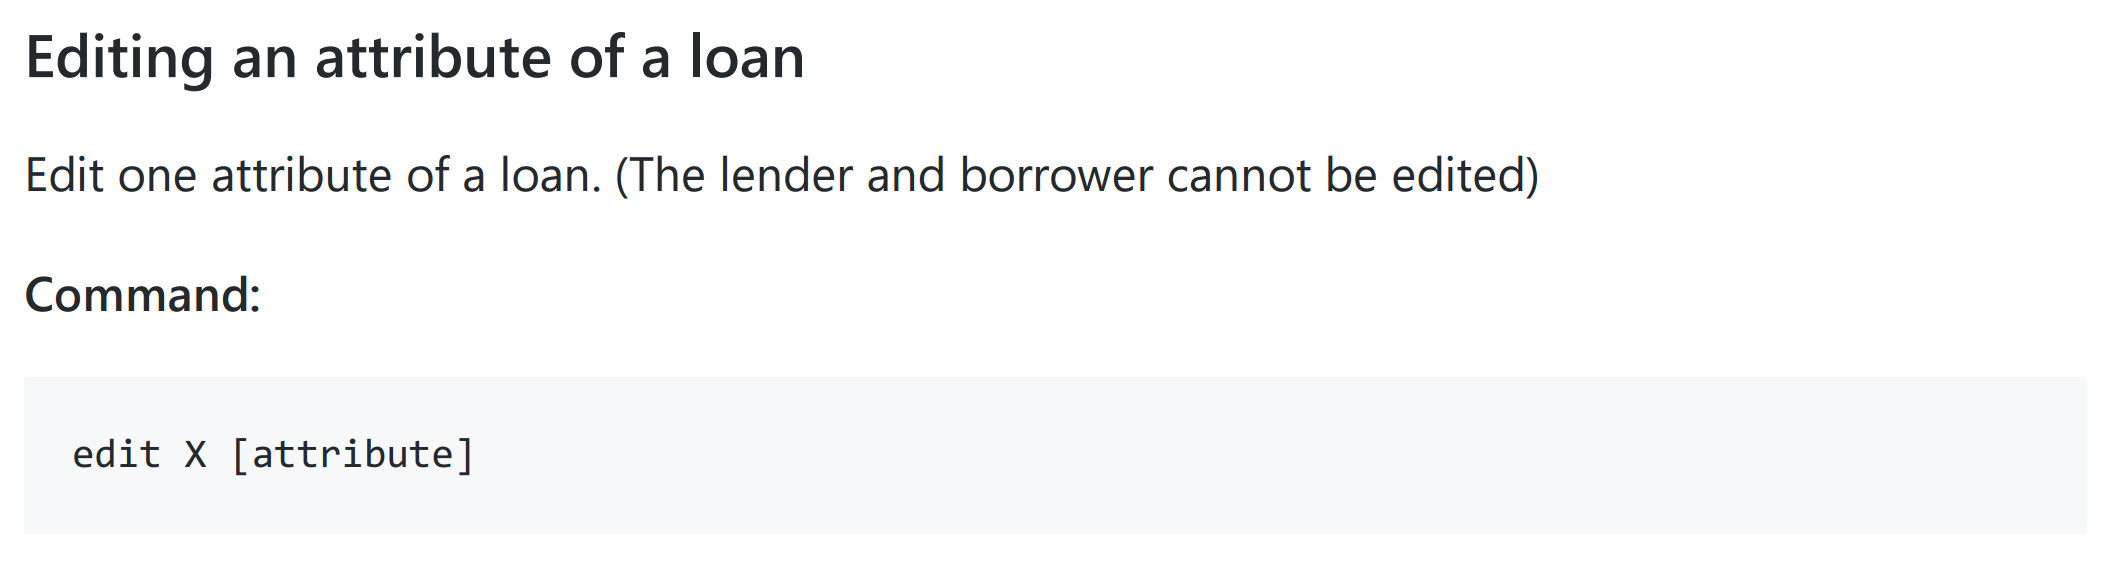 Editing an attribute of a loan
Edit one attribute of a loan. (The lender and borrower cannot be edited)
Command:
edit X [attribute]